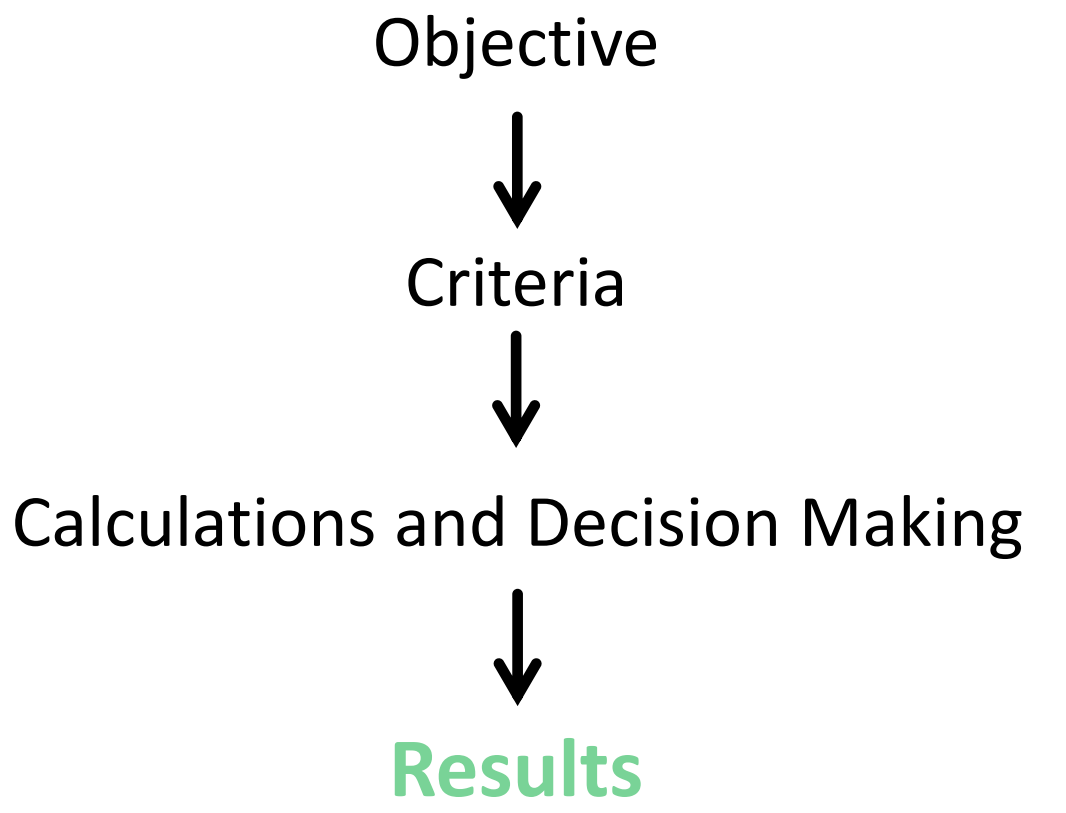 Objective
Criteria
Calculations and Decision Making
Results